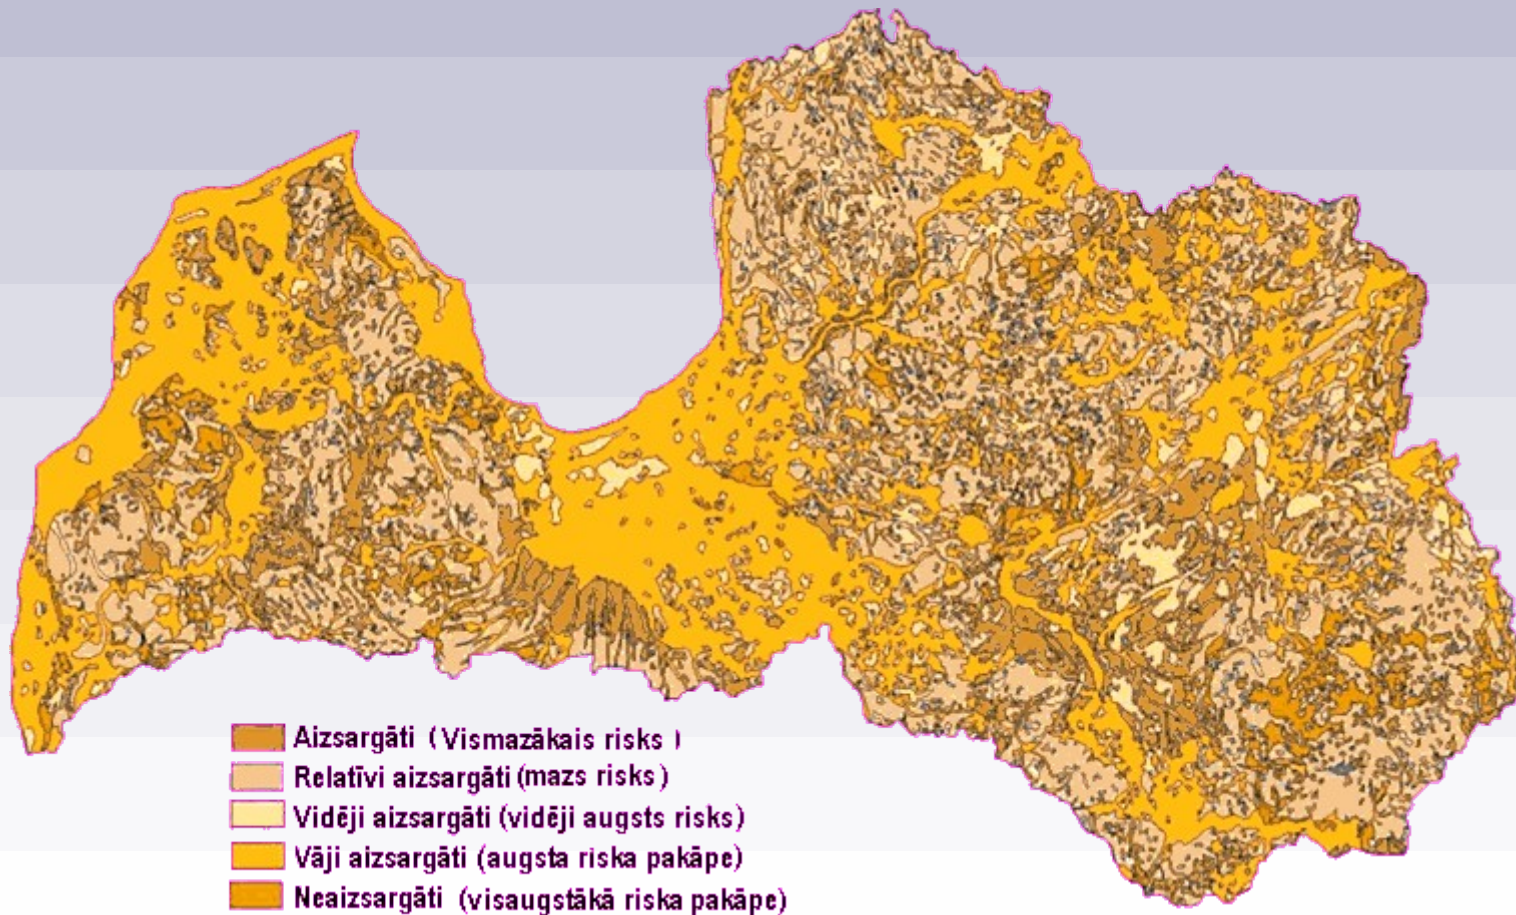 Aizsargāti (Vismazākais risks )
Relatīvi aizsargāti (mazs risks)
Vidēji aizsargāti (vidēji augsts risks)
Vāji aizsargāti (augsta riska pakāpe)
Neaizsargāti (visaugstākā riska pakāpe)